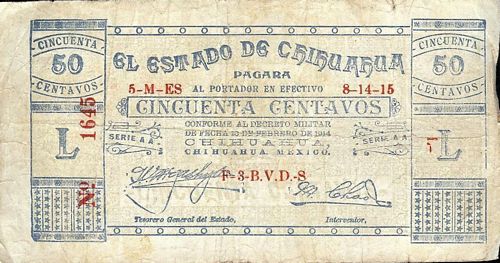 CINCUENTA
50
CENTAVOS
L
Nº 1645
EL ESTADO DE CHIHUAHUA
PAGARA
5-M-ES AL PORTADOR EN EFECTIVO 8-14-15
CINCUENTA CENTAVOS
CONFORME AL DECRETO MILITAR
DE FECHA 10 DE FEBRERO DE 1914
SERIE A A CHIHUAHUA, SERIE A A
CHIHUAHUA, MEXICO.
F-3-B.V.D.-8
Tesorero General del Estado, Interventor.
CINCUENTA
50
CENTAVOS
L